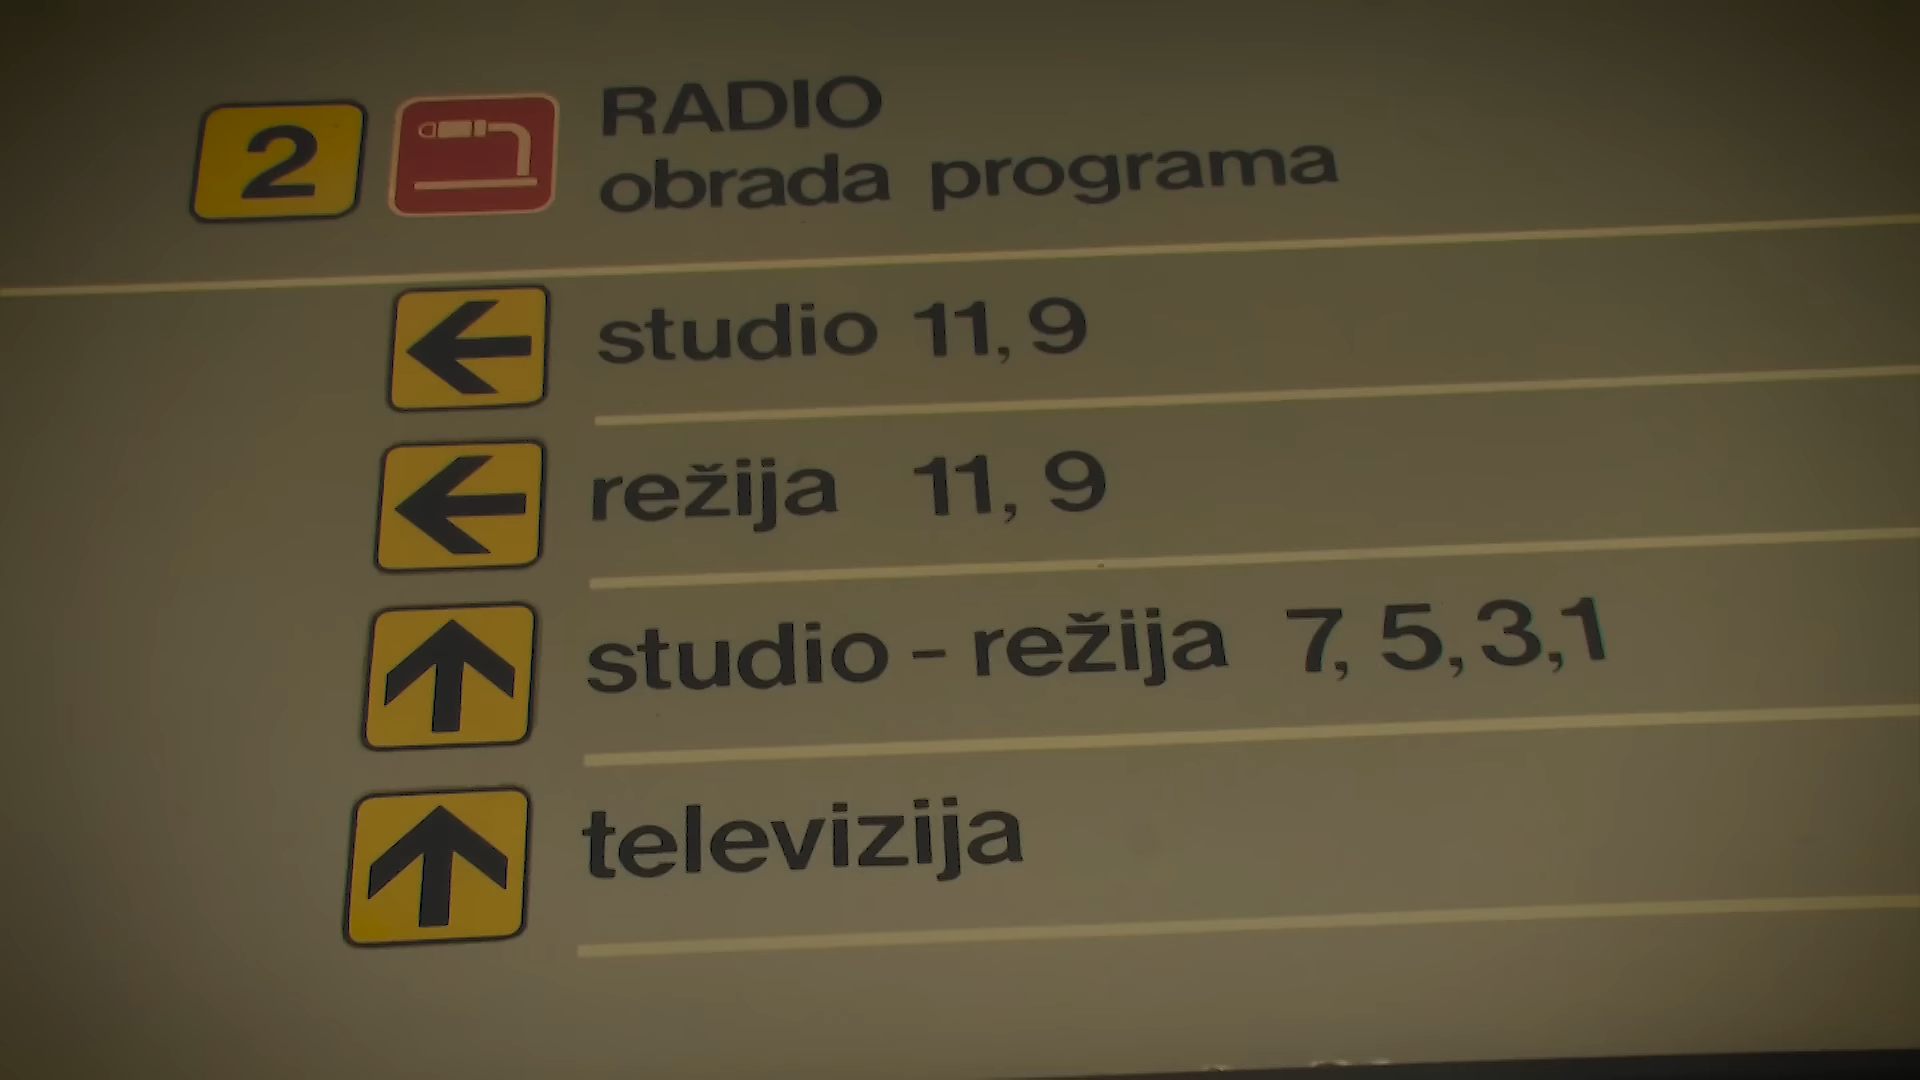 2 RADIO
obrada programa
studio 11, 9
režija 11, 9
studio - režija 7, 5, 3, 1
televizija